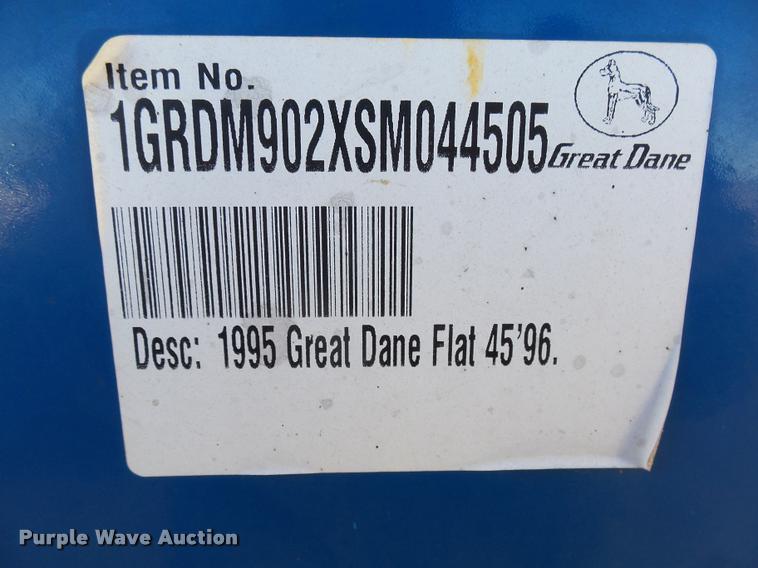 Item No.
1GRDM902XSM044505
Great Dane
Desc: 1995 Great Dane Flat 45'96.
Purple Wave Auction